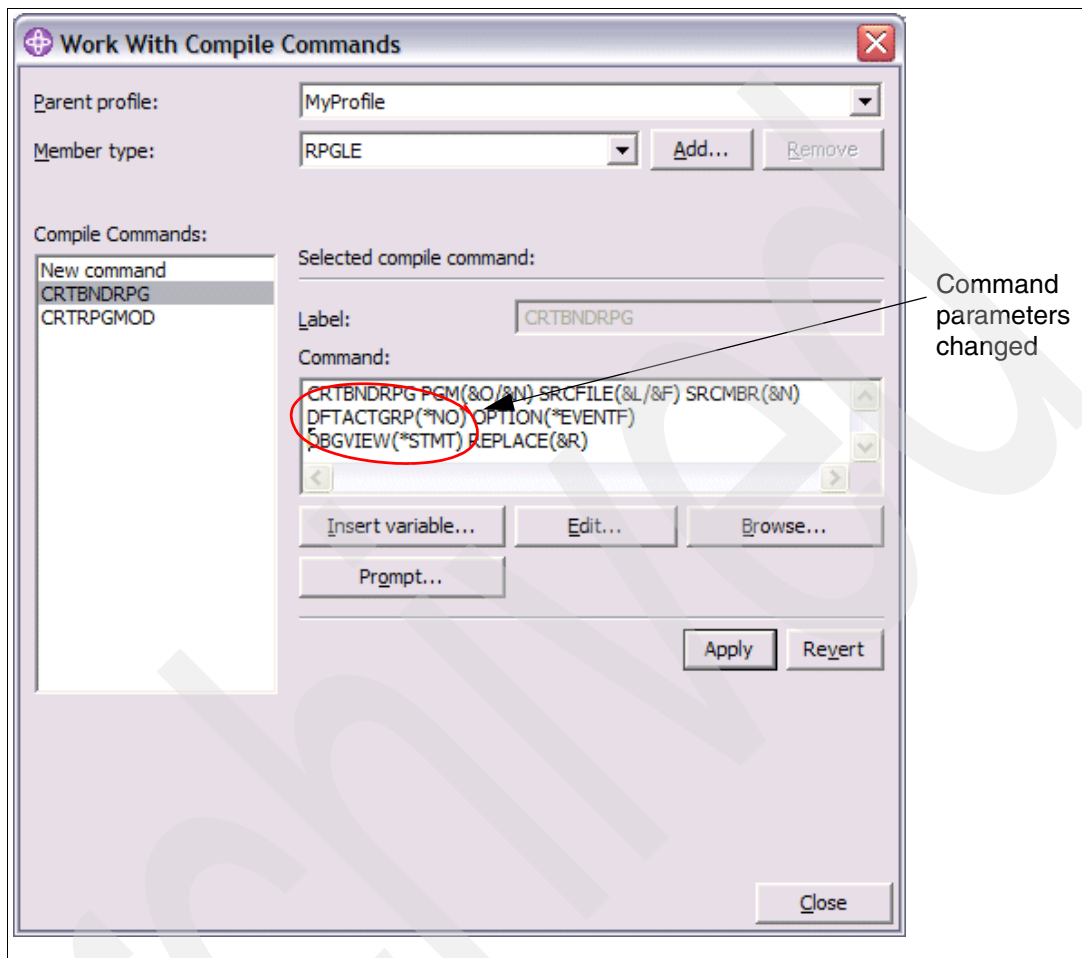 Work With Compile Commands
Parent profile:
MyProfile
Member type:
RPGLE
Add...
Remove
Compile Commands:
New command
CRTBNDRPG
CRTRPGMOD
Selected compile command:
Label:
CRTBNDRPG
Command:
CRTBNDRPG PGM(&O/&N) SRCFILE(&L/&F) SRCMBR(&N)
DFTACTGRP(*NO) OPTION(*EVENTF)
DBGVIEW(*STMT) REPLACE(&R)
Insert variable...
Edit...
Browse...
Prompt...
Apply
Revert
Close
Command
parameters
changed